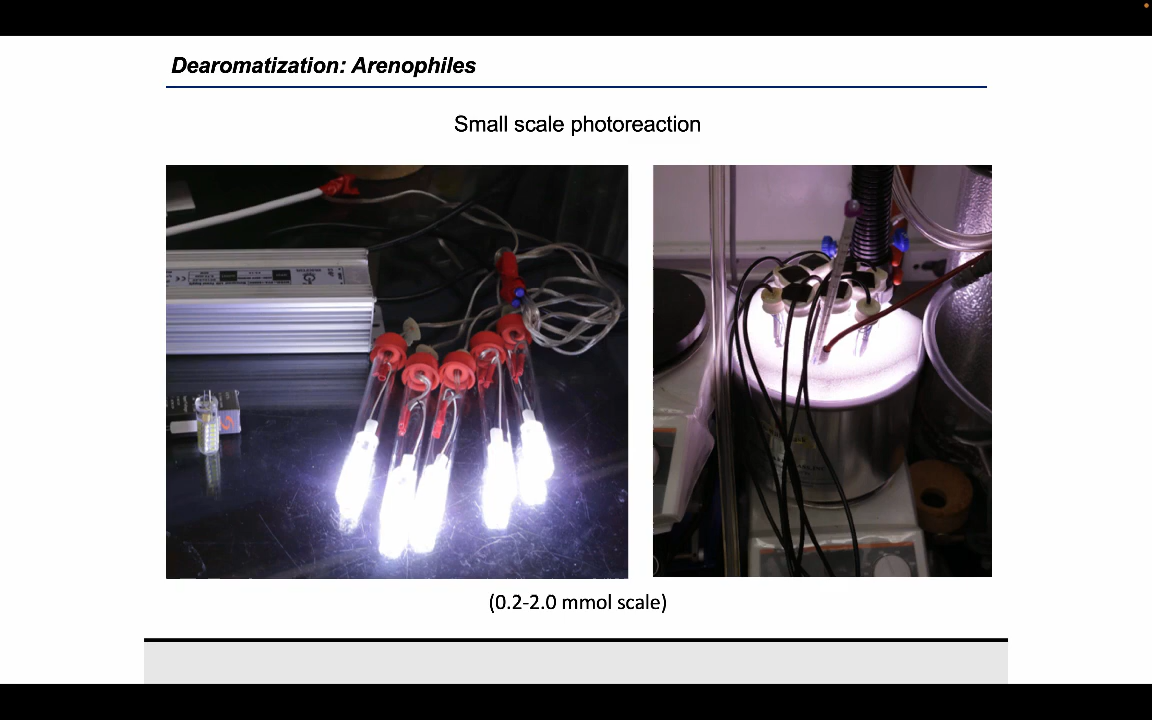 Dearomatization: Arenophiles
Small scale photoreaction
(0.2-2.0 mmol scale)